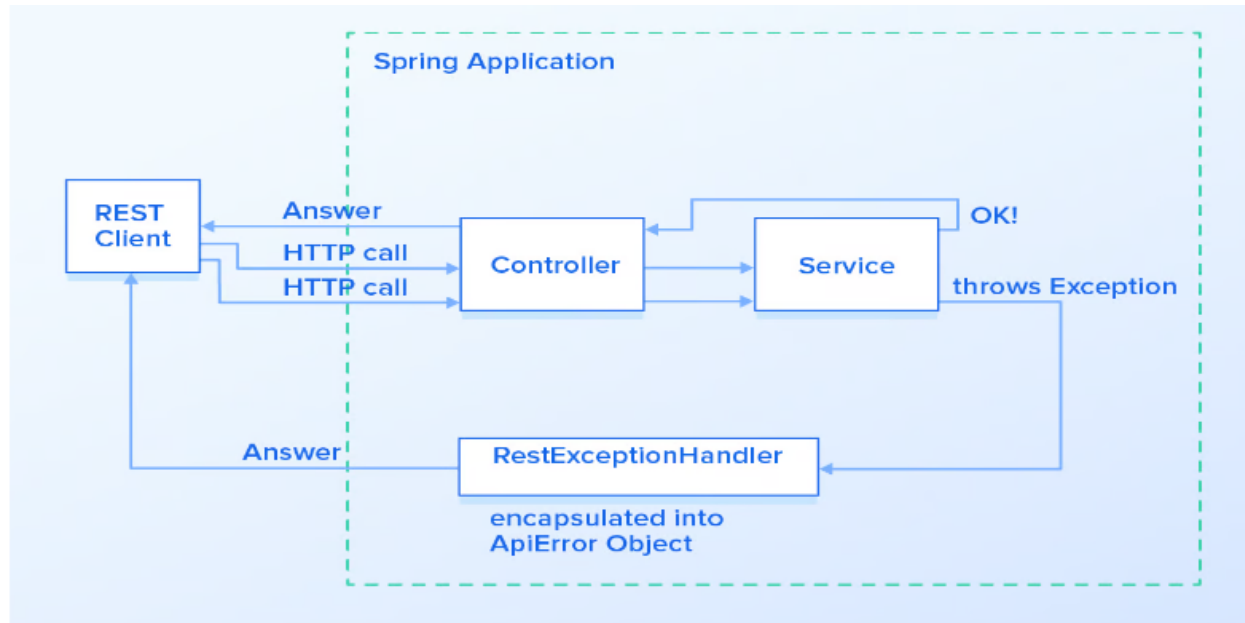 Spring Application
REST
Client
Answer
HTTP call
HTTP call
Controller
Service
OK!
throws Exception
Answer
RestExceptionHandler
encapsulated into
ApiError Object